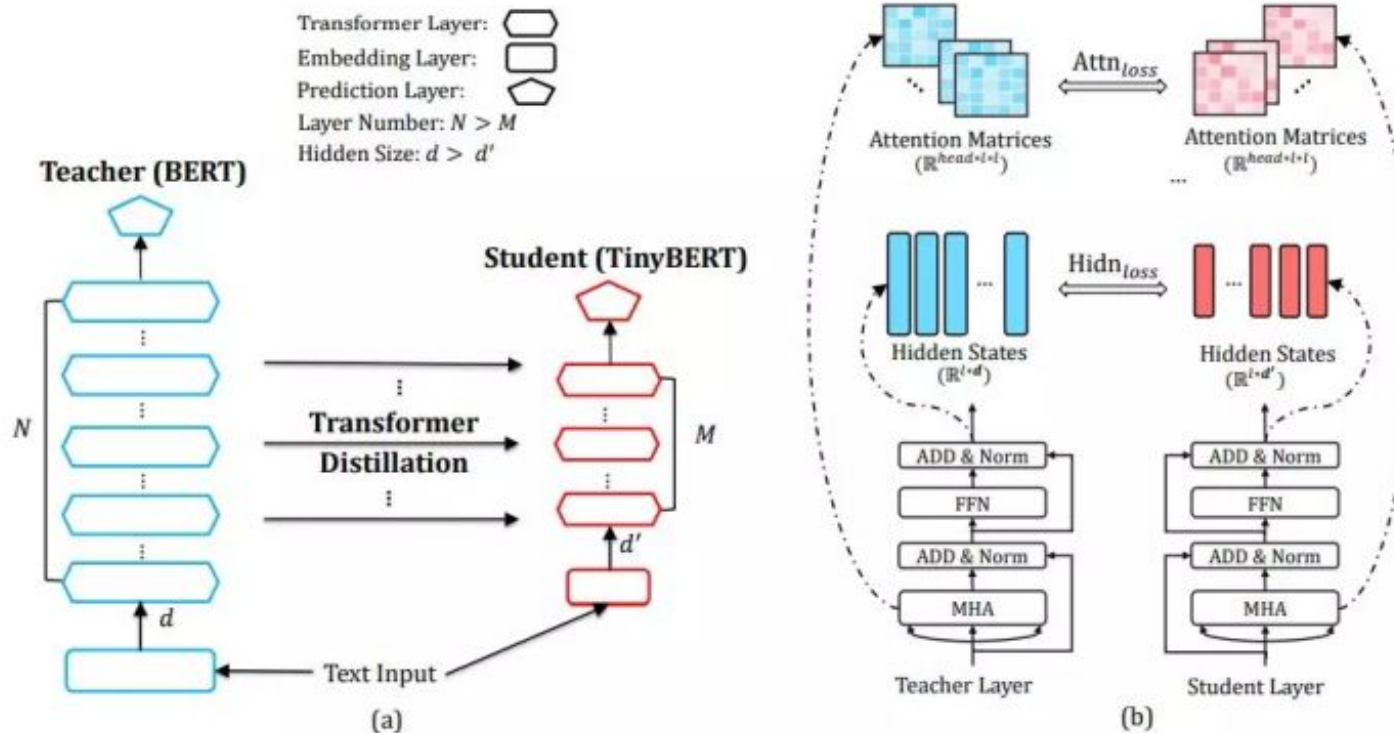 Transformer Layer:
Embedding Layer:
Prediction Layer:
Layer Number: N > M
Hidden Size: d > d′
Teacher (BERT)
Student (TinyBERT)
N
Transformer
Distillation
M
d
d′
Text Input
(a)
Attn_loss
Attention Matrices
(ℝ^head∗l∗l)
Attention Matrices
(ℝ^head∗l∗l)
...
Hidn_loss
Hidden States
(ℝ^l∗d)
Hidden States
(ℝ^l∗d′)
ADD & Norm
FFN
ADD & Norm
MHA
Teacher Layer
ADD & Norm
FFN
ADD & Norm
MHA
Student Layer
(b)